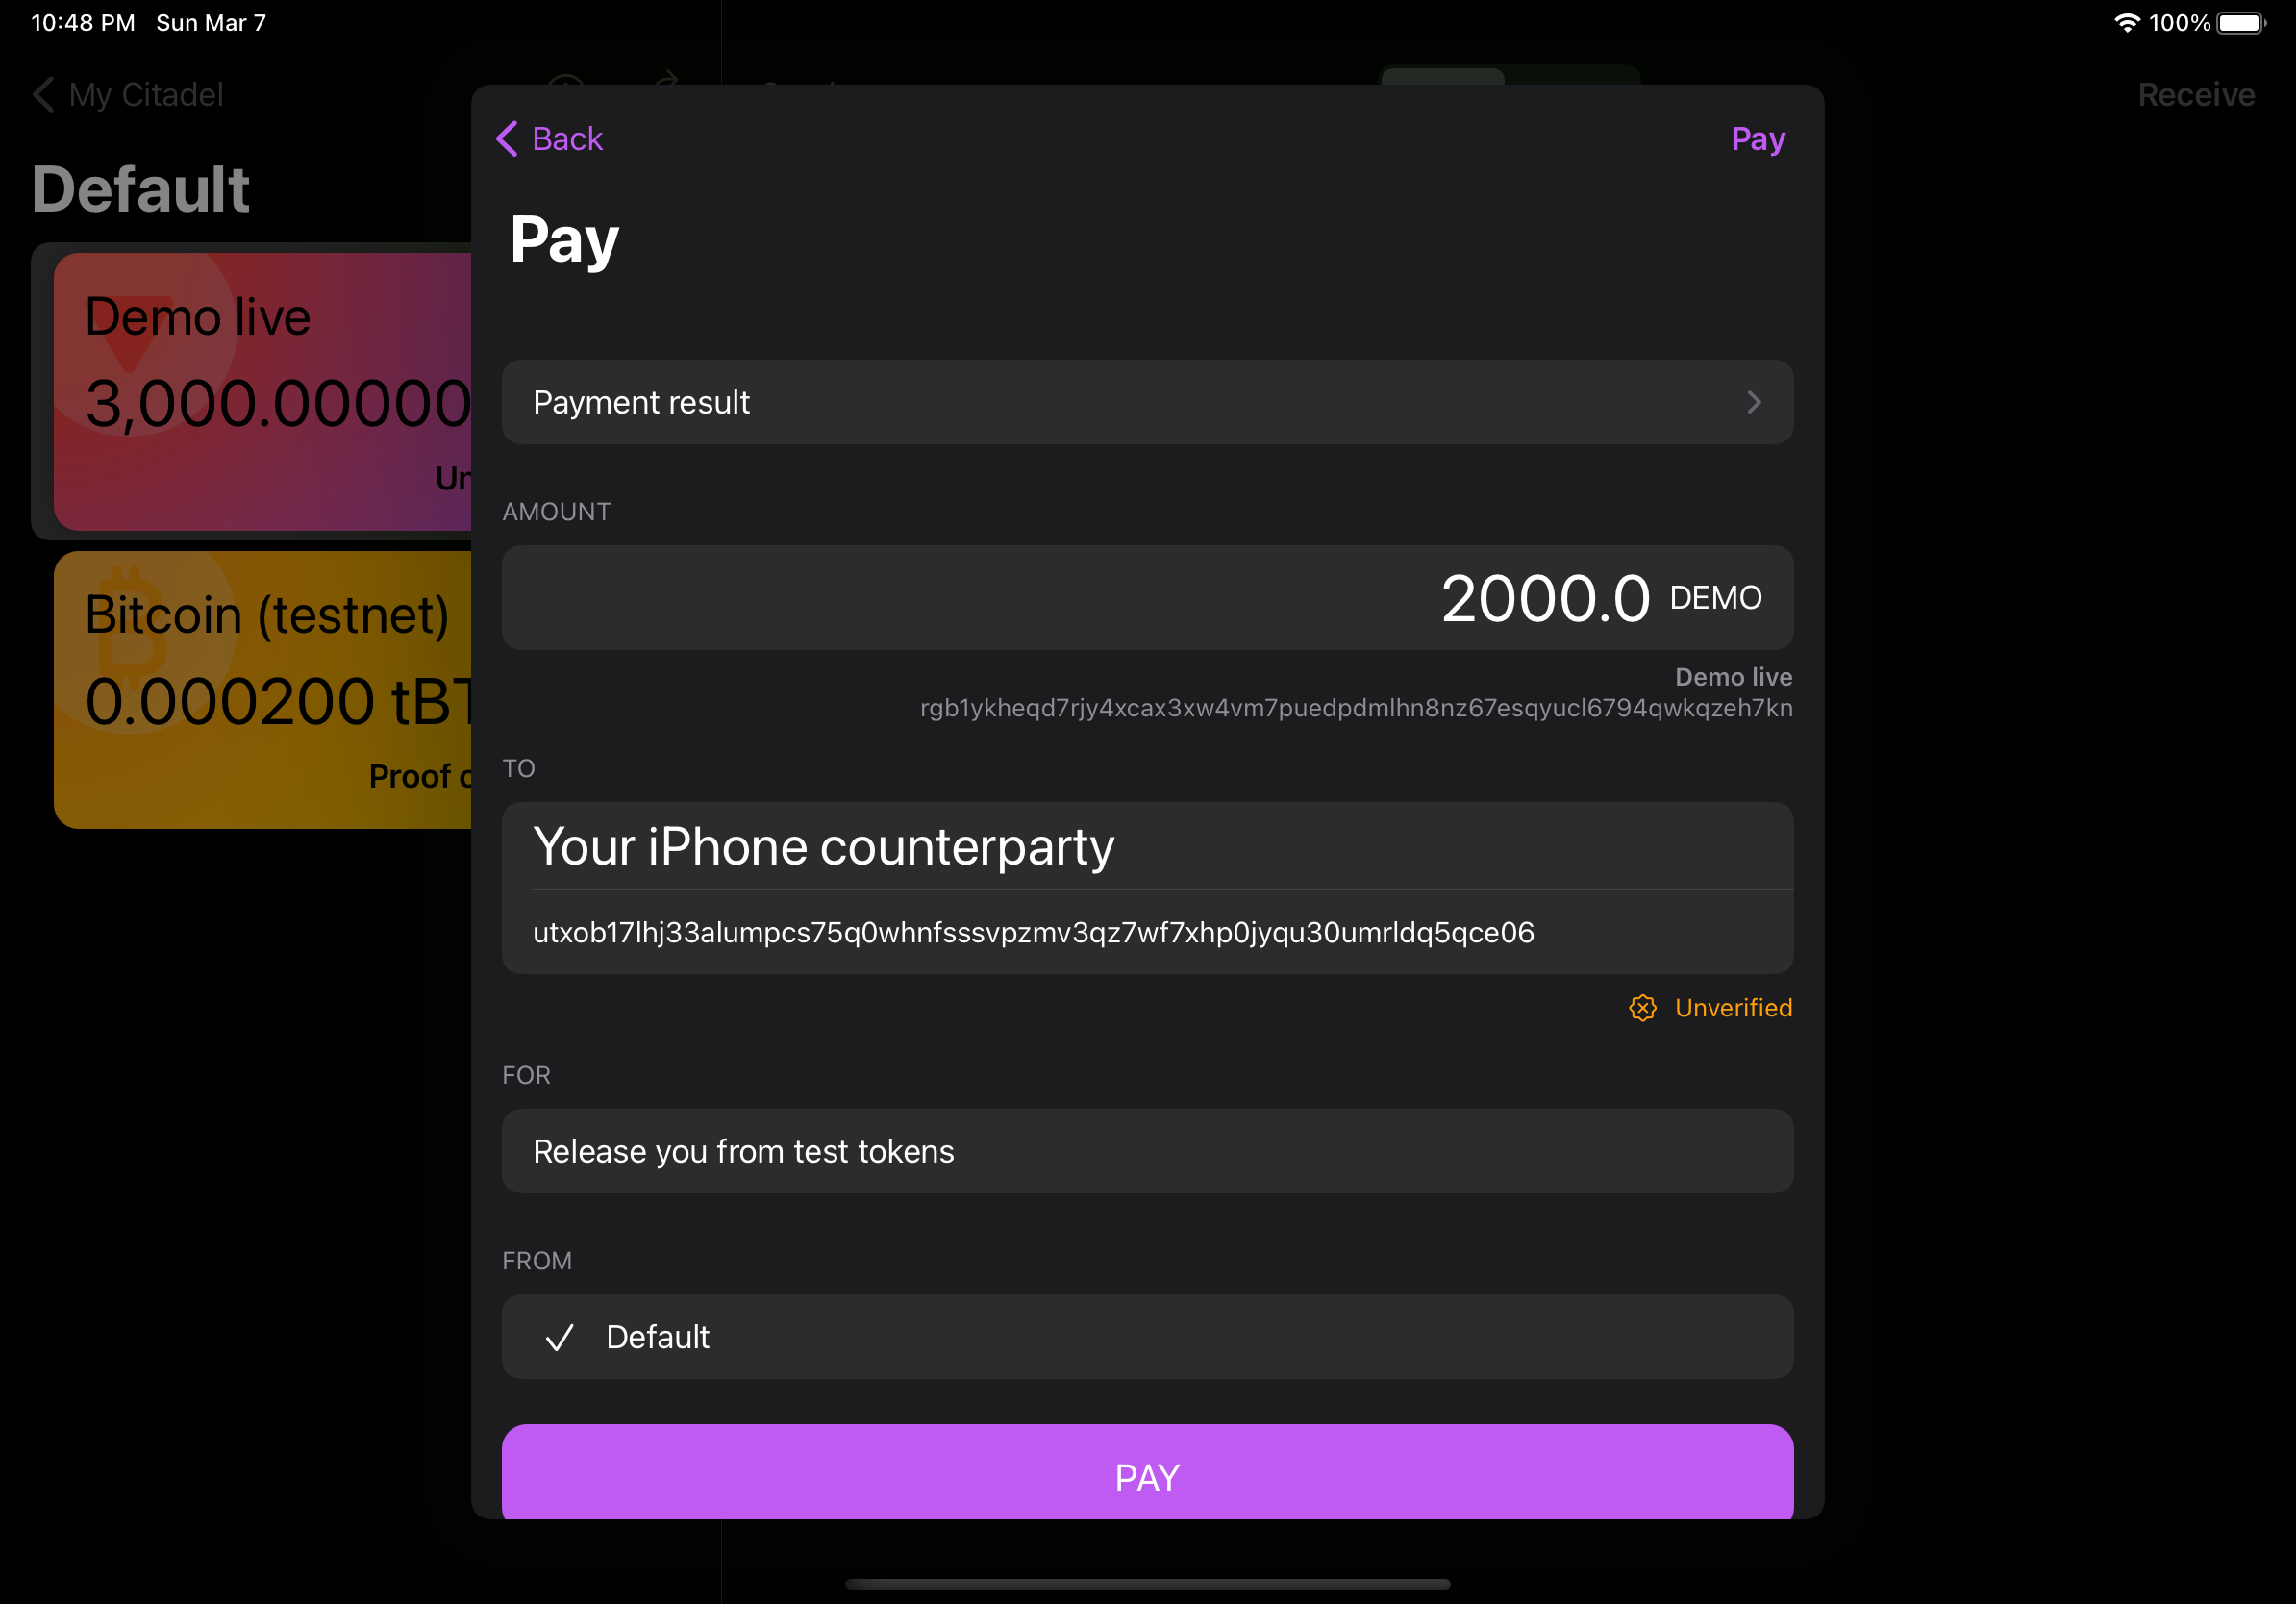 10:48 PM Sun Mar 7
100%
My Citadel
Receive
Default
Demo live
3,000.00000
Bitcoin (testnet)
0.000200
Proof
Back
Pay
Pay
Payment result
AMOUNT
2000.0 DEMO
Demo live
rgb1ykheqd7rjy4xcax3xw4vm7puedpdmlhn8nz67esqyucl6794qwkqzeh7kn
TO
Your iPhone counterparty
utxob17lhj33alumpcs75q0whnfsssvpzmv3qz7wf7xhp0jyqu30umrldq5qce06
Unverified
FOR
Release you from test tokens
FROM
Default
PAY